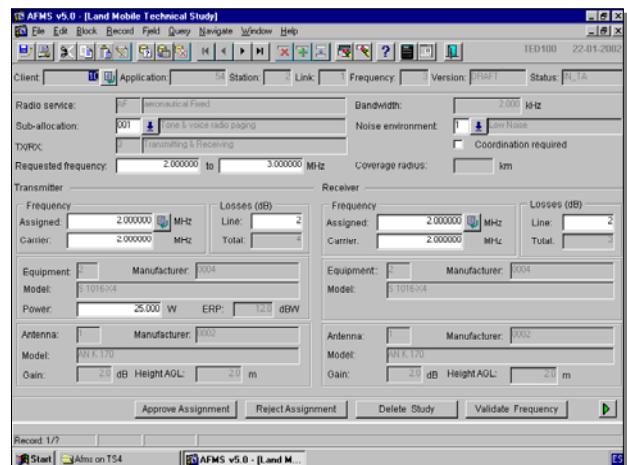 AFMS v5.0 - [Land Mobile Technical Study]
File Edit Block Record Field Query Navigate Window Help
TED100 22-01-2002
Client: 10 Application: 54 Station: 2 Link: 1 Frequency: 3 Version: DRAFT Status: IN_TA
Radio service: AF aeronautical Fixed Bandwidth: 2.000 kHz
Sub-allocation: 001 Tone & voice radio paging Noise environment: 1 Low Noise
TX/RX: Transmitting & Receiving Coordination required
Requested frequency: 2.000000 to 3.000000 MHz Coverage radius: km
Transmitter Receiver
Frequency Losses (dB) Frequency Losses (dB)
Assigned: 2.000000 MHz Line: 2 Assigned: 2.000000 MHz Line: 2
Carrier: 2.000000 MHz Total: 4 Carrier: 2.000000 MHz Total:
Equipment: 2 Manufacturer: 0004 Equipment: 2 Manufacturer: 0004
Model: S 1016-X4 Model: S 1016-X4
Power: 25.000 W ERP: 12.0 dBW
Antenna: 1 Manufacturer: 0002 Antenna: 1 Manufacturer: 0002
Model: AN K 170 Model: AN K 170
Gain: 2.0 dB Height AGL: 2.0 m Gain: 2.0 dB Height AGL: 2.0 m
Approve Assignment Reject Assignment Delete Study Validate Frequency
Record: 1/?
Start Afms on TS4 AFMS v5.0 - [Land M... ES